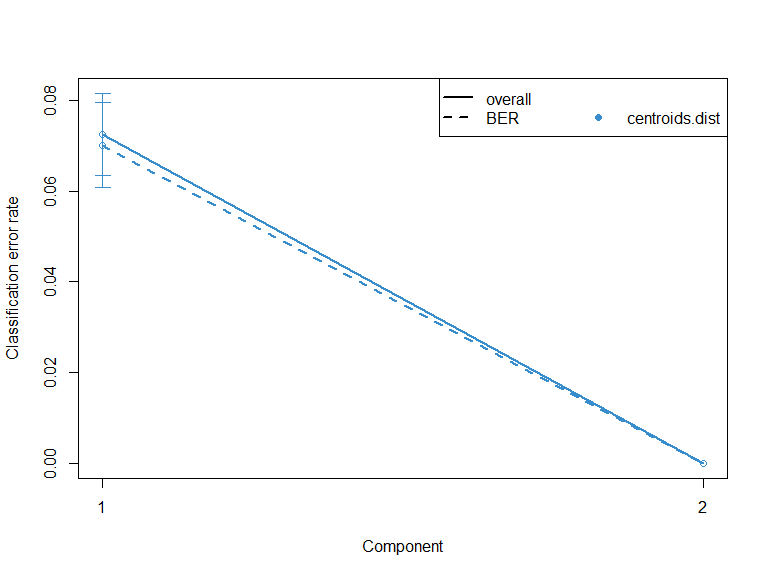 overall
BER
centroids.dist
0.08
0.06
0.04
0.02
0.00
Classification error rate
1
2
Component